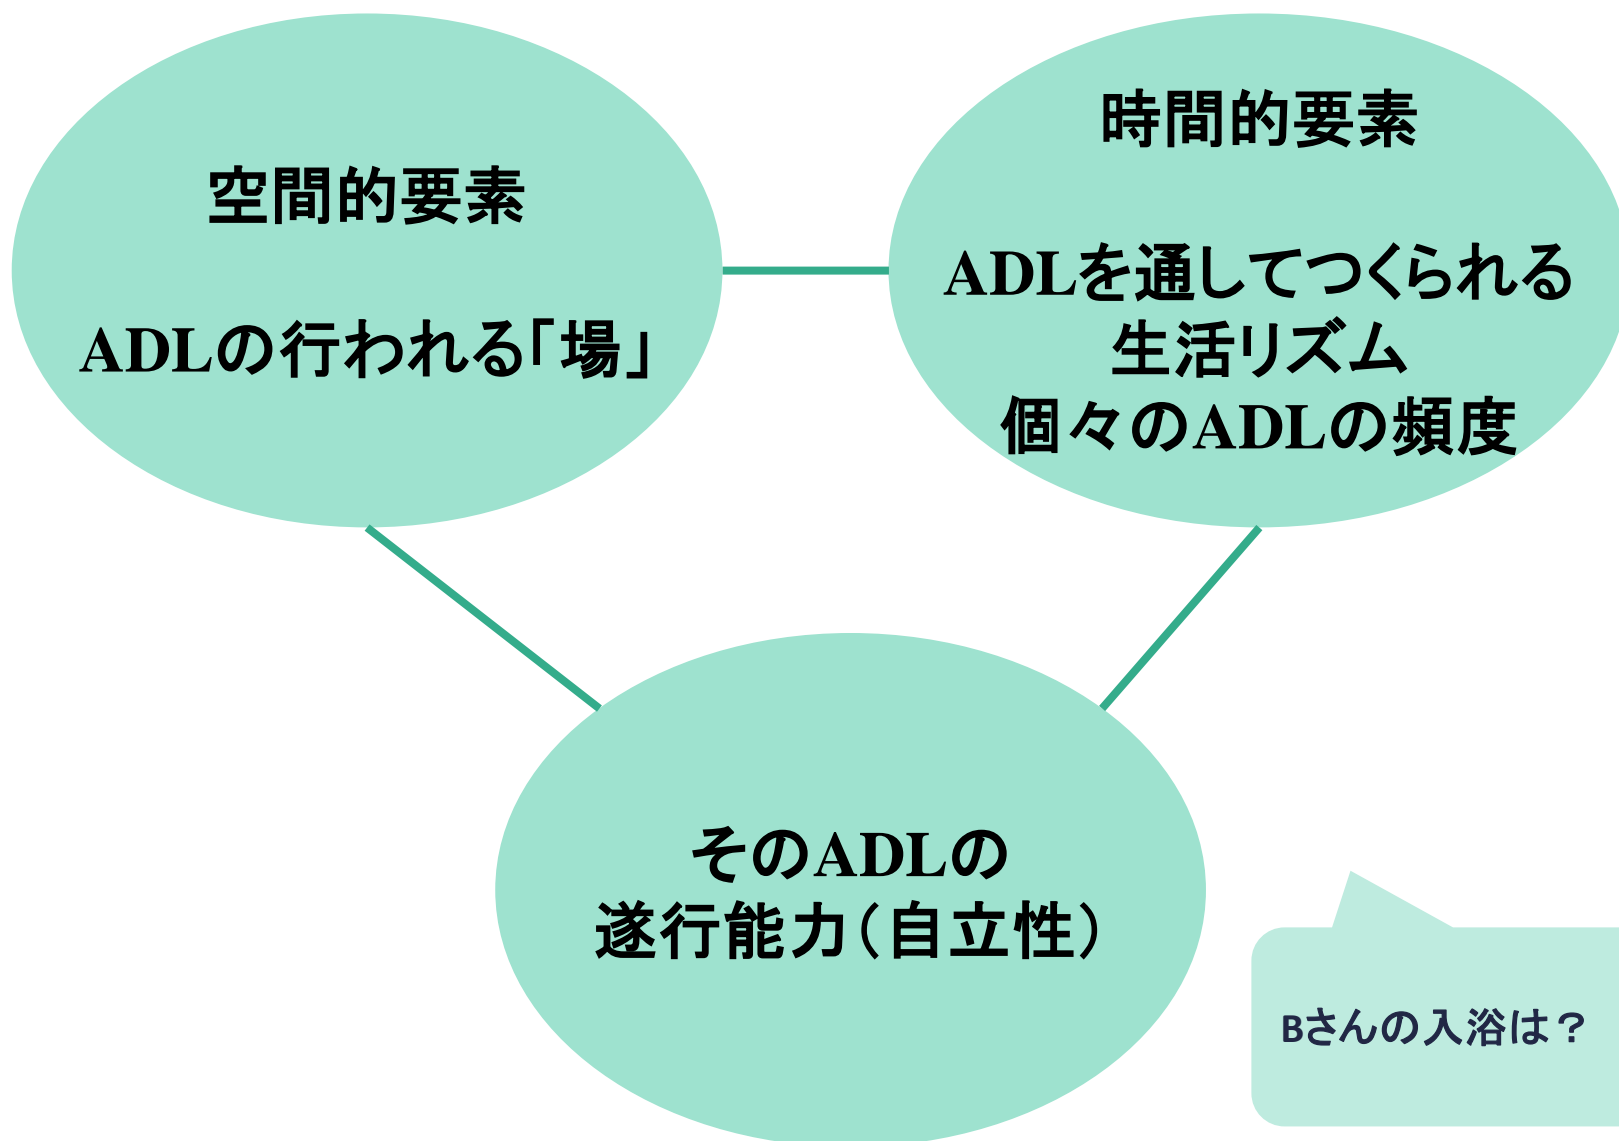 空間的要素
ADLの行われる「場」
時間的要素
ADLを通してつくられる
生活リズム
個々のADLの頻度
そのADLの
遂行能力（自立性）
Bさんの入浴は？